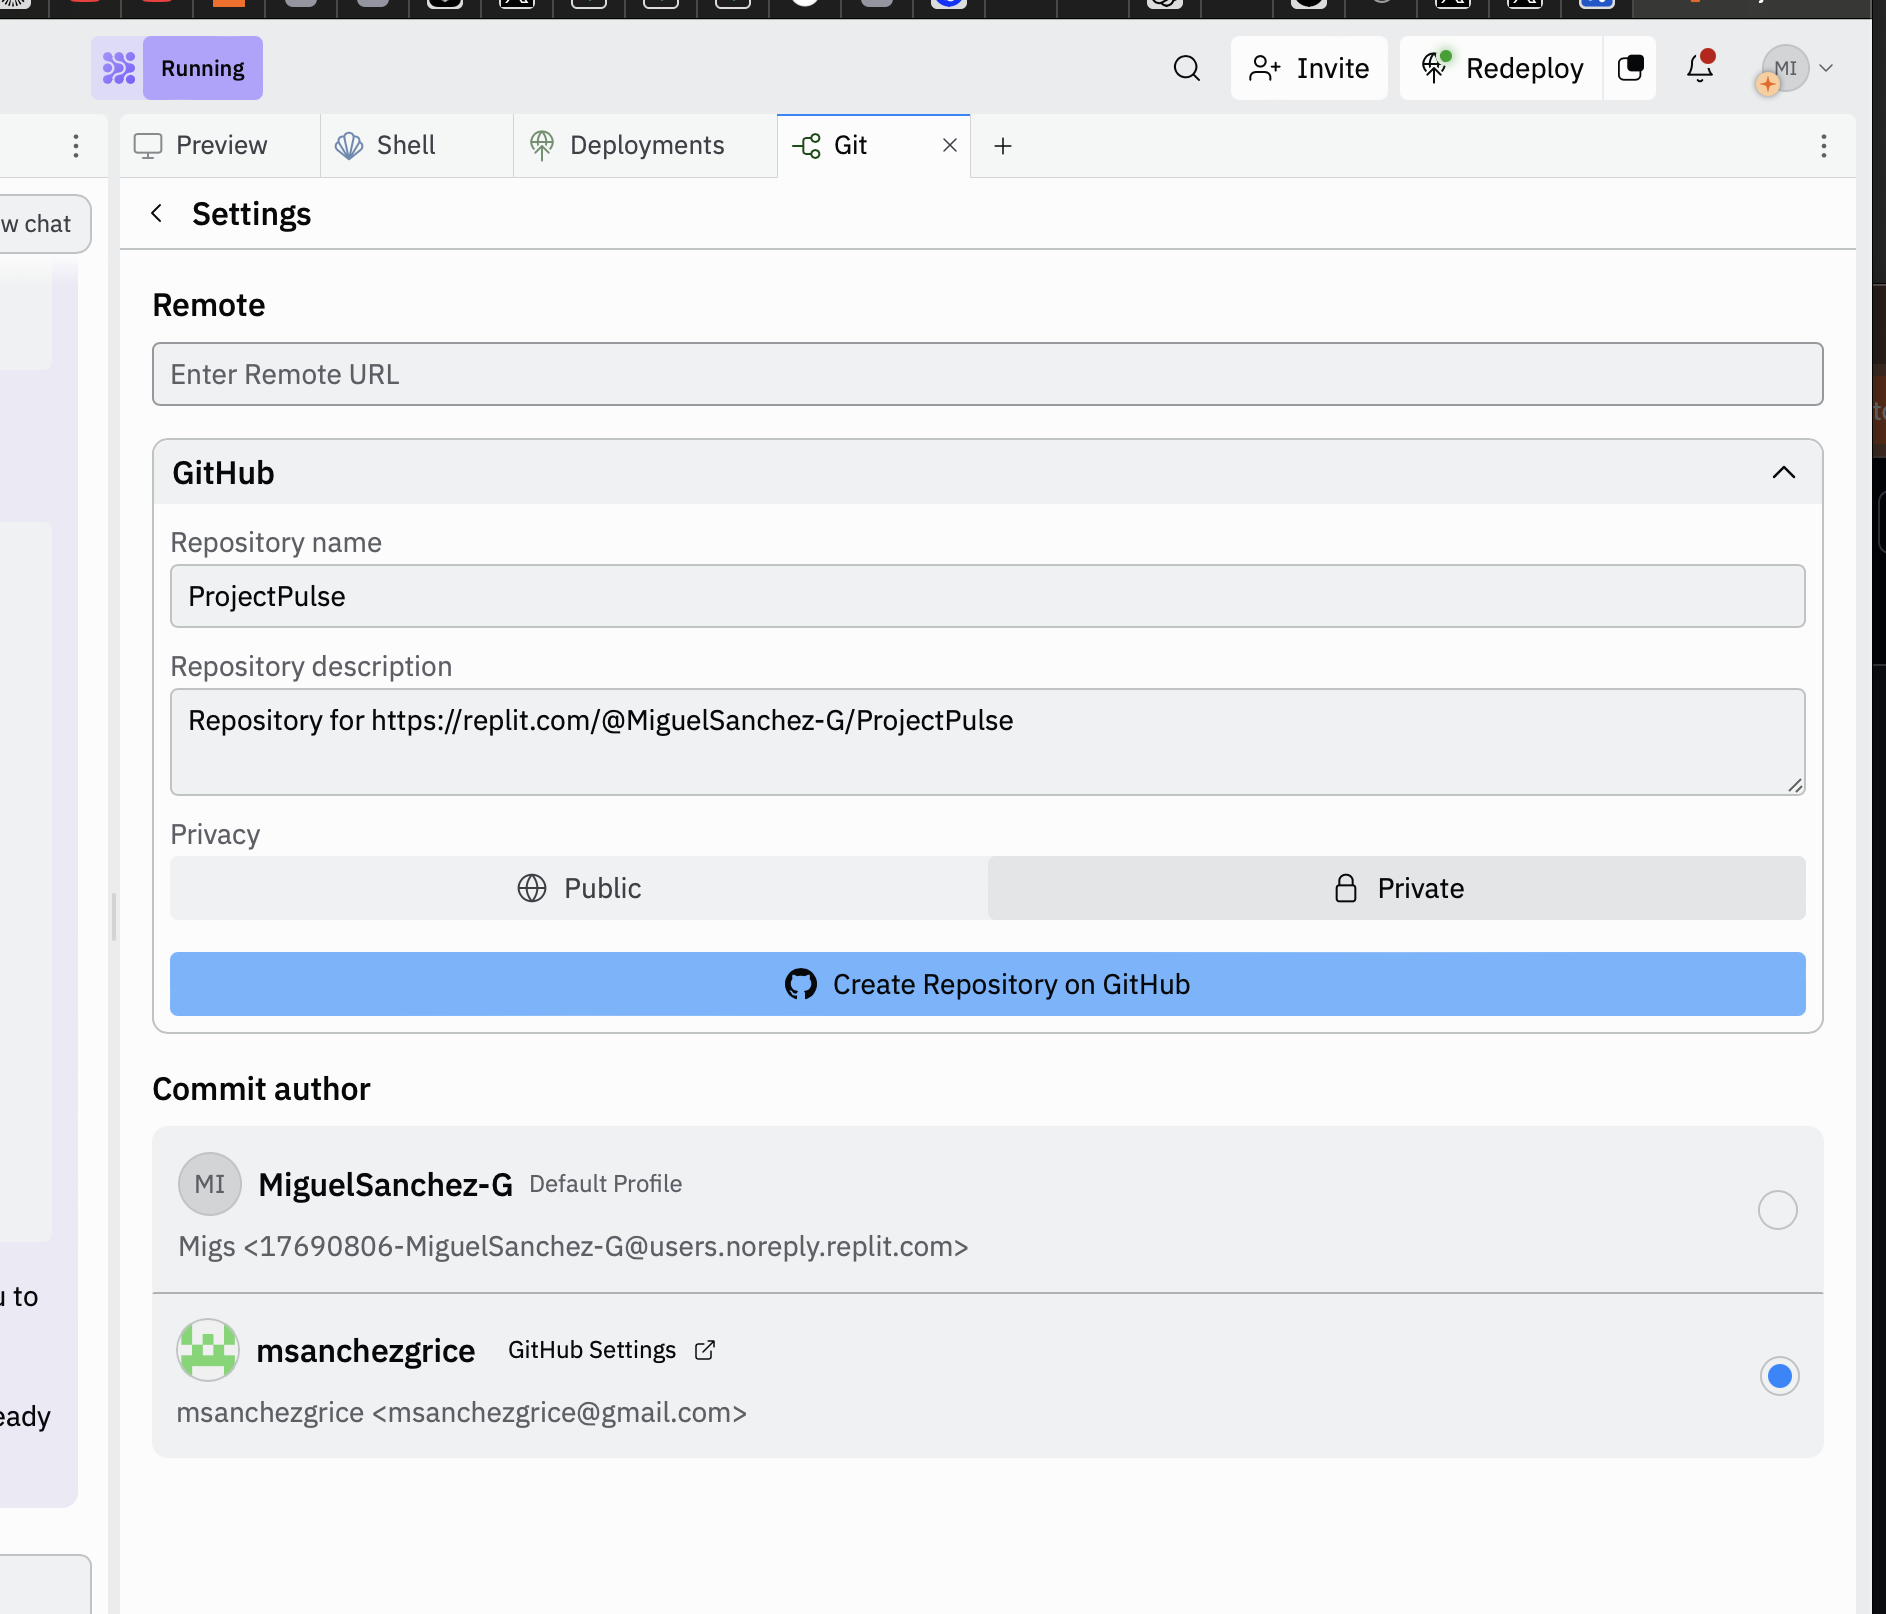 Running
Invite
Redeploy
MI
Preview
Shell
Deployments
Git
w chat
Settings
Remote
Enter Remote URL
GitHub
Repository name
ProjectPulse
Repository description
Repository for https://replit.com/@MiguelSanchez-G/ProjectPulse
Privacy
Public
Private
Create Repository on GitHub
Commit author
MI
MiguelSanchez-G Default Profile
Migs <17690806-MiguelSanchez-G@users.noreply.replit.com>
u to
msanchezgrice GitHub Settings
msanchezgrice <msanchezgrice@gmail.com>
eady